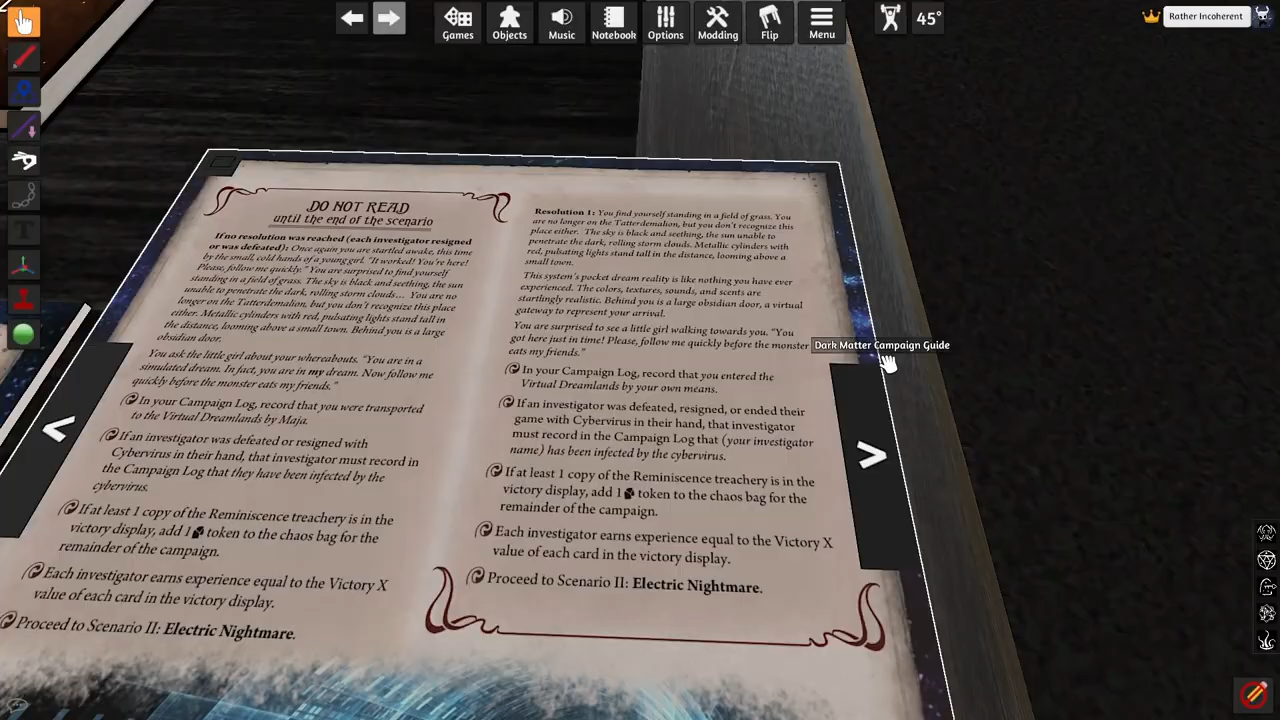 Games
Objects
Music
Notebook
Options
Modding
Flip
Menu
45°
Rather Incoherent
DO NOT READ
until the end of the scenario
If no resolution was reached (each investigator resigned
or was defeated): Once again you are startled awake, this time
by the small, cold hands of a young girl. "It worked! You're here!
Please, follow me quickly." You are surprised to find yourself
standing in a field of grass. The sky is black and seething, the sun
unable to penetrate the dark, rolling storm clouds... You are no
longer on the Tatterdemalion, but you don't recognize this place
either. Metallic cylinders with red, pulsating lights stand tall in
the distance, looming above a small town. Behind you is a large
obsidian door.
You ask the little girl about your whereabouts. "You are in a
simulated dream. In fact, you are in my dream. Now follow me
quickly before the monster eats my friends."
In your Campaign Log, record that you were transported
to the Virtual Dreamlands by Maja.
If an investigator was defeated or resigned with
Cybervirus in their hand, that investigator must record in
the Campaign Log that they have been infected by the
cybervirus.
If at least 1 copy of the Reminiscence treachery is in the
victory display, add 1 token to the chaos bag for the
remainder of the campaign.
Each investigator earns experience equal to the Victory X
value of each card in the victory display.
Proceed to Scenario II: Electric Nightmare.
Resolution 1: You find yourself standing in a field of grass. You
are no longer on the Tatterdemalion, but you don't recognize this
place either. The sky is black and seething, the sun unable to
penetrate the dark, rolling storm clouds. Metallic cylinders with
red, pulsating lights stand tall in the distance, looming above a
small town.
This system's pocket dream reality is like nothing you have ever
experienced. The colors, textures, sounds, and scents are
startlingly realistic. Behind you is a large obsidian door, a virtual
gateway to represent your arrival.
You are surprised to see a little girl walking towards you. "You
got here just in time! Please, follow me quickly before the monster
eats my friends."
Dark Matter Campaign Guide
In your Campaign Log, record that you entered the
Virtual Dreamlands by your own means.
If an investigator was defeated, resigned, or ended their
game with Cybervirus in their hand, that investigator
must record in the Campaign Log that (your investigator
name) has been infected by the cybervirus.
If at least 1 copy of the Reminiscence treachery is in the
victory display, add 1 token to the chaos bag for the
remainder of the campaign.
Each investigator earns experience equal to the Victory X
value of each card in the victory display.
Proceed to Scenario II: Electric Nightmare.